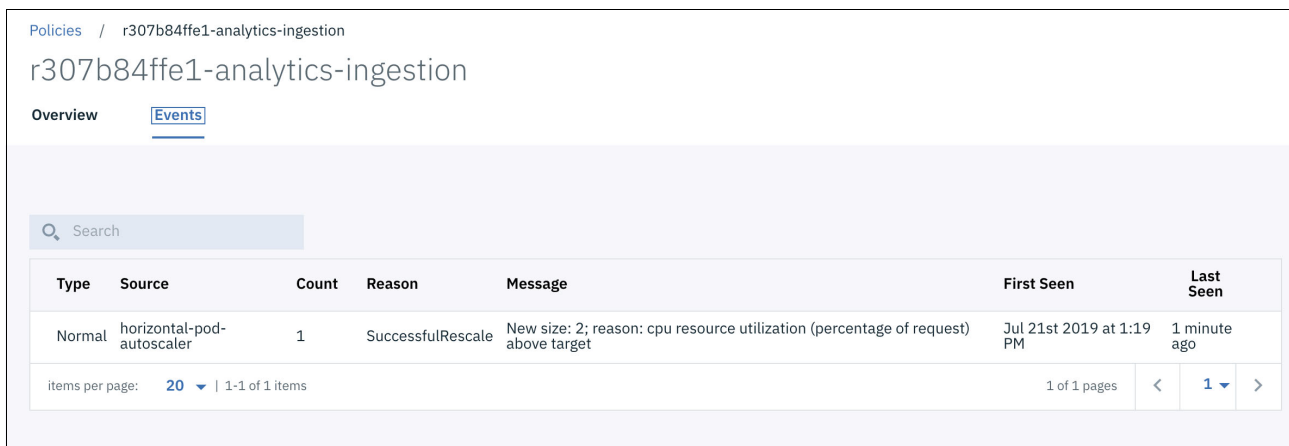 Policies / r307b84ffe1-analytics-ingestion
r307b84ffe1-analytics-ingestion
Overview Events
Search
Type Source Count Reason Message First Seen Last Seen
Normal horizontal-pod-autoscaler 1 SuccessfulRescale New size: 2; reason: cpu resource utilization (percentage of request) above target Jul 21st 2019 at 1:19 PM 1 minute ago
items per page: 20 | 1-1 of 1 items 1 of 1 pages 1